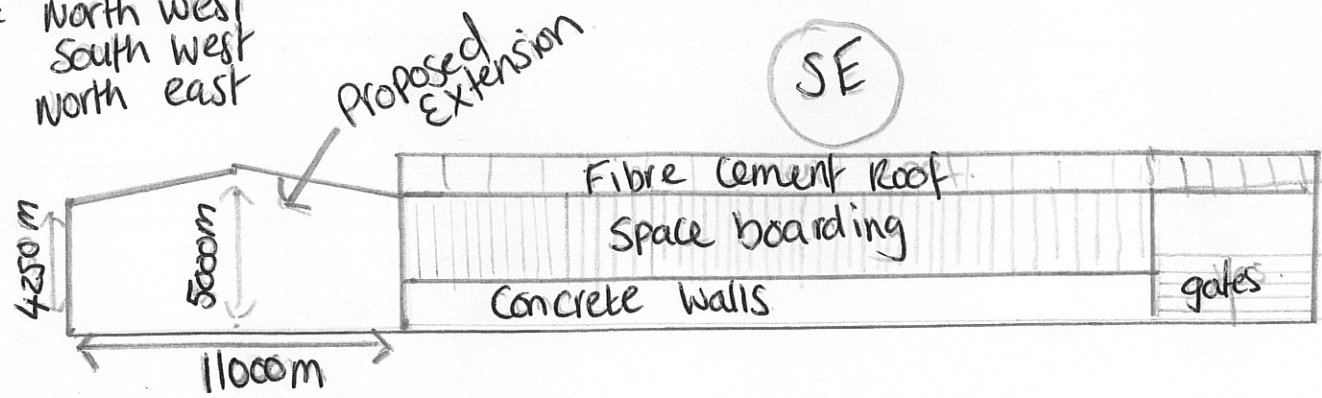 North west
South west
North east
Proposed
Extension
SE
Fibre Cement Roof
Space boarding
Concrete Walls
gates
4250 m
5000m
11000m